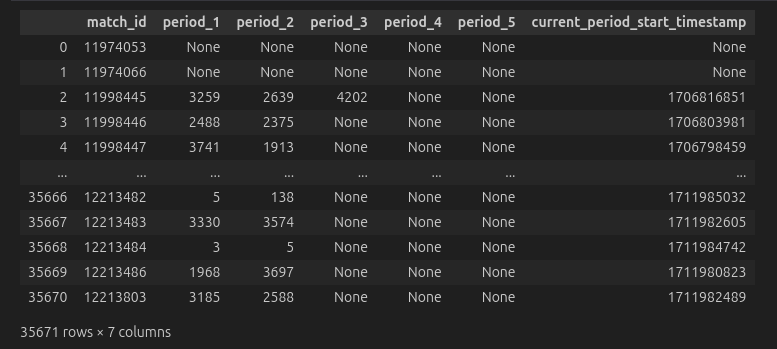 match_id period_1 period_2 period_3 period_4 period_5 current_period_start_timestamp
0 11974053 None None None None None None
1 11974066 None None None None None None
2 11998445 3259 2639 4202 None None 1706816851
3 11998446 2488 2375 None None None 1706803981
4 11998447 3741 1913 None None None 1706798459
... ... ... ... ... ... ... ...
35666 12213482 5 138 None None None 1711985032
35667 12213483 3330 3574 None None None 1711982605
35668 12213484 3 5 None None None 1711984742
35669 12213486 1968 3697 None None None 1711980823
35670 12213803 3185 2588 None None None 1711982489
35671 rows × 7 columns